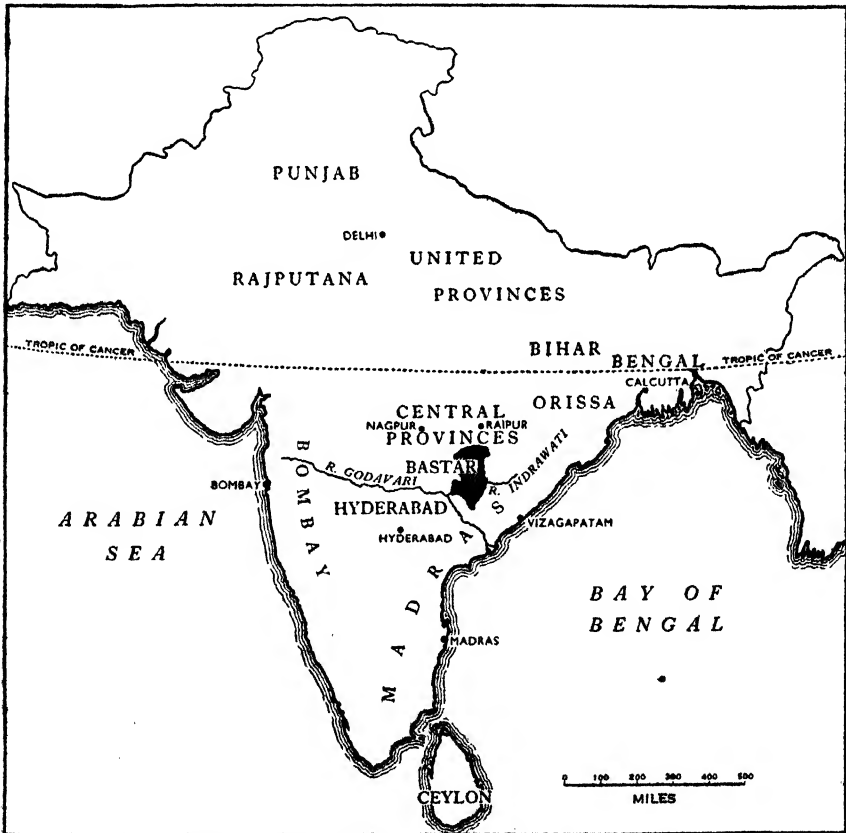 PUNJAB
DELHI
UNITED
PROVINCES
RAJPUTANA
TROPIC OF CANCER
BIHAR
BENGAL
TROPIC OF CANCER
CALCUTTA
ORISSA
CENTRAL
PROVINCES
NAGPUR
RAIPUR
BASTAR
R. INDRAWATI
R. GODAVARI
BOMBAY
BOMBAY
HYDERABAD
HYDERABAD
VIZAGAPATAM
ARABIAN
SEA
MADRAS
BAY OF
BENGAL
MADRAS
0 100 200 300 400 500
MILES
CEYLON